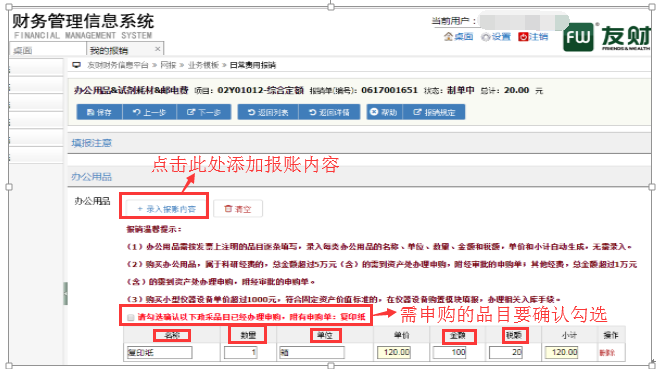 财务管理信息系统
FINANCIAL MANAGEMENT SYSTEM
当前用户：
桌面 设置 注销
FW 友财
FRIENDS & WEALTH
桌面 我的报销 ×
友财财务信息平台 » 网报 » 业务模板 » 日常费用报销
办公用品&试剂耗材&邮电费 项目：02Y01012-综合定额 报销单(编号)：0617001651 状态：制单中 总计：20.00 元
保存 上一步 下一步 返回列表 返回详情 帮助 报销规定
填报注意
点击此处添加报账内容
办公用品
办公用品 + 录入报账内容 清空
报销温馨提示：
（1）办公用品需按发票上注明的品目逐条填写，录入每类办公用品的名称、单位、数量、金额和税额，单价和小计自动生成，无需录入。
（2）购买办公用品，属于科研经费的，总金额超过5万元（含）的需到资产处办理申购，附经审批的申购单；其他经费，总金额超过1万元
（含）的需到资产处办理申购，附经审批的申购单。
（3）购买小型仪器设备单价超过1000元，符合固定资产价值标准的，在仪器设备购置模块填报，办理相关入库手续。
请勾选确认以下政采品目已经办理申购，附有申购单：复印纸
需申购的品目要确认勾选
名称 数量 单位 单价 金额 税额 小计 操作
复印纸 1 箱 120.00 100 20 120.00 删除